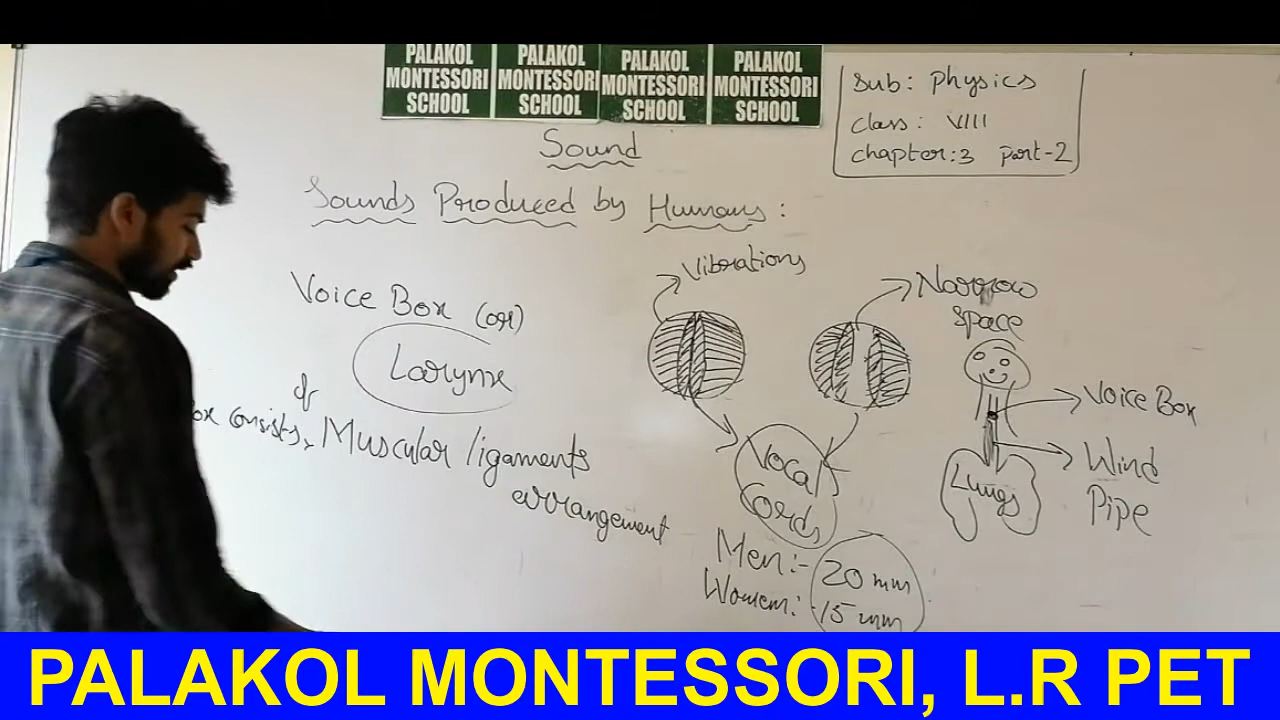 PALAKOL MONTESSORI SCHOOL
PALAKOL MONTESSORI SCHOOL
PALAKOL MONTESSORI SCHOOL
PALAKOL MONTESSORI SCHOOL
Sub: Physics
Class: VIII
Chapter:3 Part-2
Sound
Sounds Produced by Humans:
Vibrations
Narrow
Space
Voice Box (or)
Larynx
of
Box consists, Muscular ligaments
arrangement
Vocal
Cords
Voice Box
Wind
Pipe
Lungs
Men:- 20 mm
Women:- 15 mm
PALAKOL MONTESSORI, L.R PET